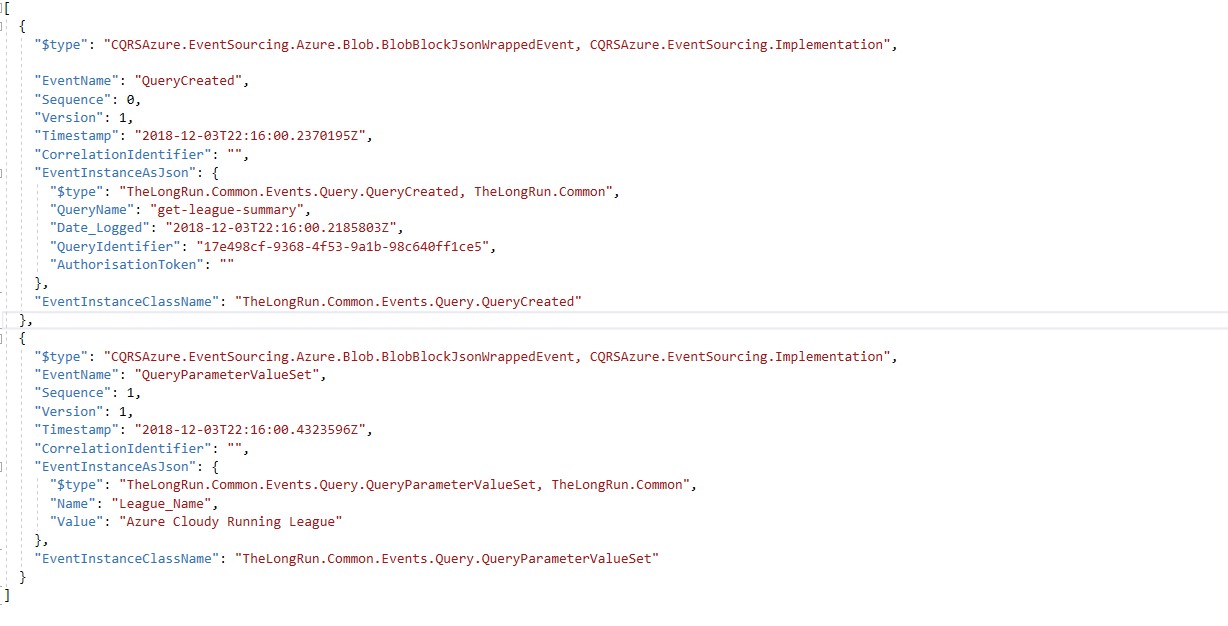 [
  {
    "$type": "CQRSAzure.EventSourcing.Azure.Blob.BlobBlockJsonWrappedEvent, CQRSAzure.EventSourcing.Implementation",

    "EventName": "QueryCreated",
    "Sequence": 0,
    "Version": 1,
    "Timestamp": "2018-12-03T22:16:00.2370195Z",
    "CorrelationIdentifier": "",
    "EventInstanceAsJson": {
      "$type": "TheLongRun.Common.Events.Query.QueryCreated, TheLongRun.Common",
      "QueryName": "get-league-summary",
      "Date_Logged": "2018-12-03T22:16:00.2185803Z",
      "QueryIdentifier": "17e498cf-9368-4f53-9a1b-98c640ff1ce5",
      "AuthorisationToken": ""
    },
    "EventInstanceClassName": "TheLongRun.Common.Events.Query.QueryCreated"
  },
  {
    "$type": "CQRSAzure.EventSourcing.Azure.Blob.BlobBlockJsonWrappedEvent, CQRSAzure.EventSourcing.Implementation",
    "EventName": "QueryParameterValueSet",
    "Sequence": 1,
    "Version": 1,
    "Timestamp": "2018-12-03T22:16:00.4323596Z",
    "CorrelationIdentifier": "",
    "EventInstanceAsJson": {
      "$type": "TheLongRun.Common.Events.Query.QueryParameterValueSet, TheLongRun.Common",
      "Name": "League_Name",
      "Value": "Azure Cloudy Running League"
    },
    "EventInstanceClassName": "TheLongRun.Common.Events.Query.QueryParameterValueSet"
  }
]